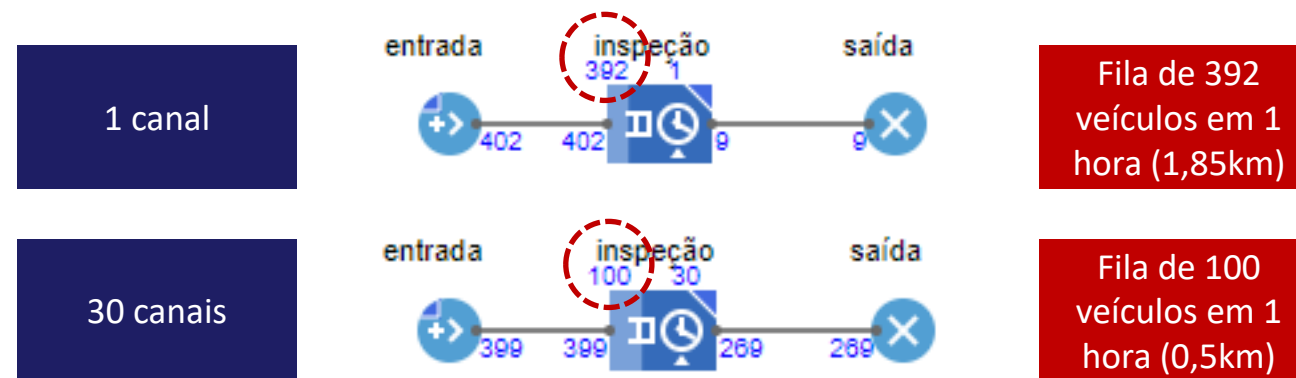 entrada inspeção saída
392 1
1 canal
402 402 9 9
Fila de 392
veículos em 1
hora (1,85km)
entrada inspeção saída
100 30
30 canais
399 399 269 269
Fila de 100
veículos em 1
hora (0,5km)